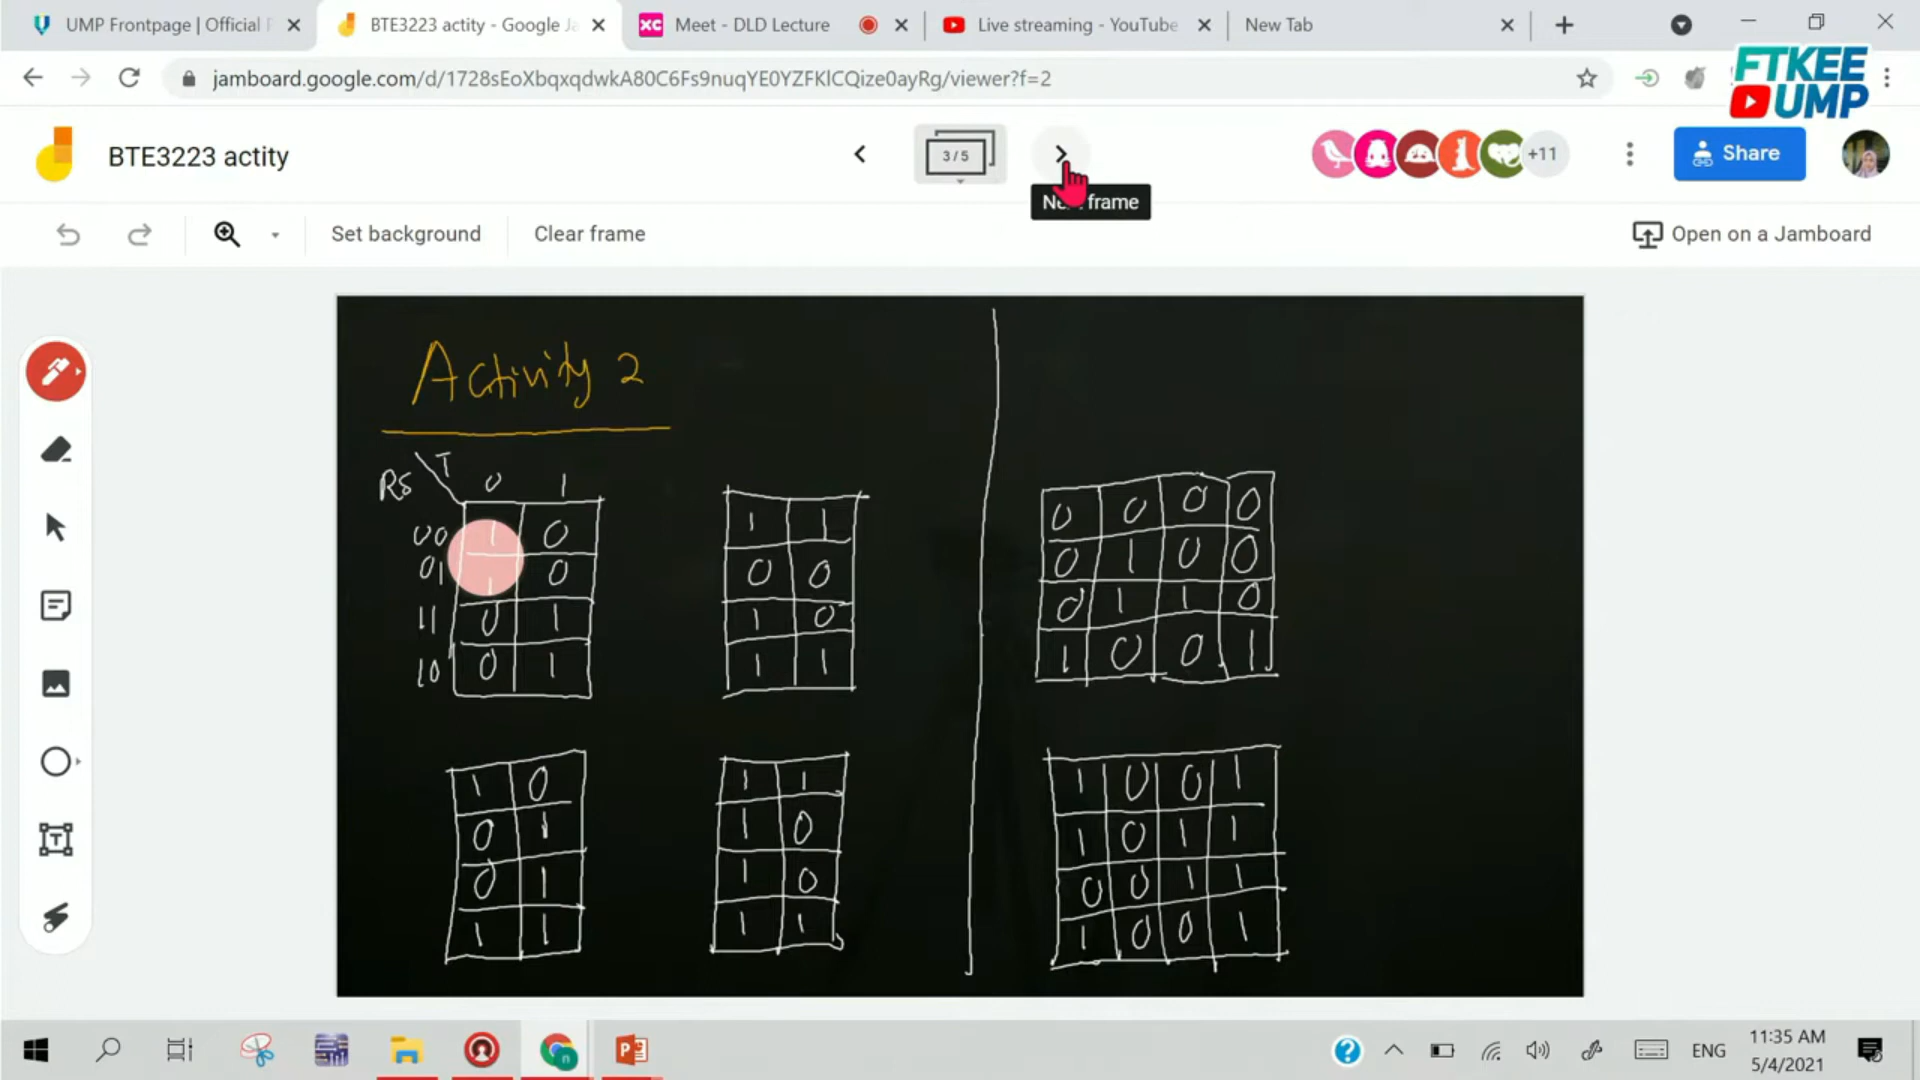 UMP Frontpage | Official F
BTE3223 actity - Google Ja
XC
Meet - DLD Lecture
Live streaming - YouTube
New Tab
jamboard.google.com/d/1728sEoXbqxqdwkA80C6Fs9nuqYE0YZFKlCQize0ayRg/viewer?f=2
FTKEE
UMP
BTE3223 actity
3/5
+11
Share
frame
Set background
Clear frame
Open on a Jamboard
Activity 2
RS T 0 1
00 1 0
01 1 0
11 0 1
10 0 1
1 1
0 0
1 0
1 1
0 0 0 0
0 1 0 0
0 1 1 0
1 0 0 1
1 0
0 1
0 1
1 1
1 1
1 0
1 0
1 1
1 0 0 1
1 0 1 1
0 0 1 1
1 0 0 1
ENG
11:35 AM
5/4/2021